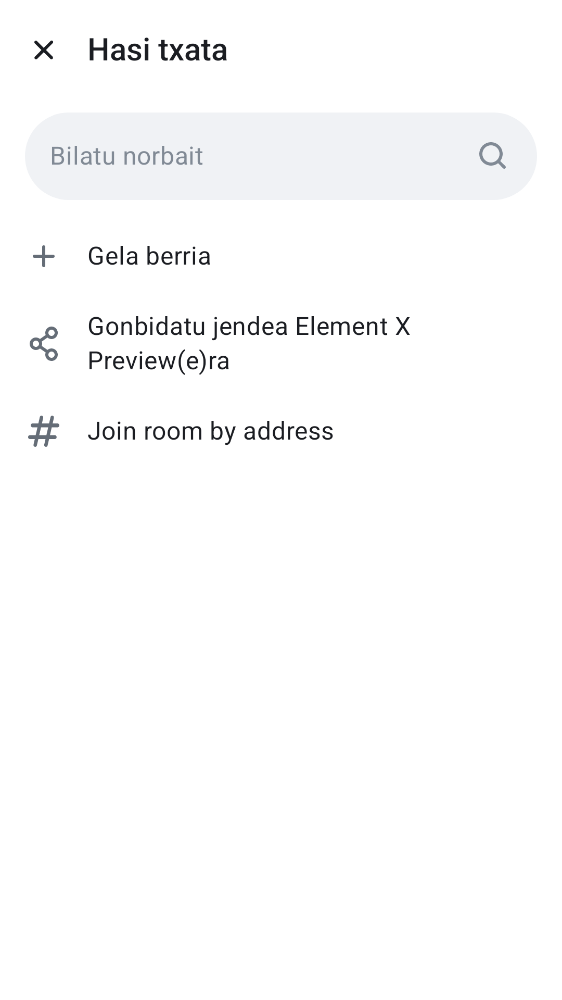 Hasi txata
Bilatu norbait
Gela berria
Gonbidatu jendea Element X
Preview(e)ra
Join room by address